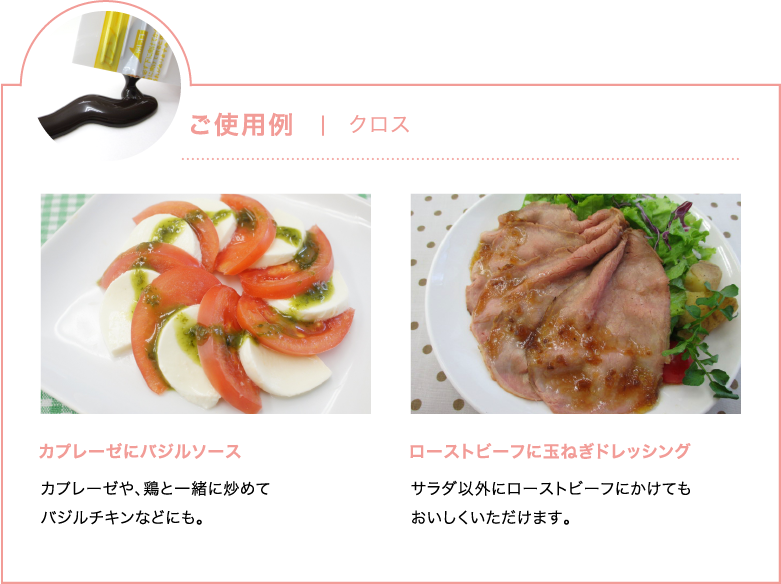 ご使用例 | クロス
カプレーゼにバジルソース
カプレーゼや、鶏と一緒に炒めて
バジルチキンなどにも。
ローストビーフに玉ねぎドレッシング
サラダ以外にローストビーフにかけても
おいしくいただけます。